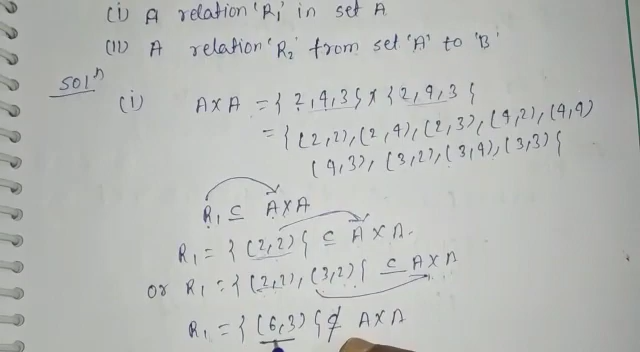 (i) A relation 'R₁' in set A
(ii) A relation 'R₂' from set 'A' to 'B'
Solⁿ
(i) A×A = {2,4,3} × {2,4,3}
= {(2,2), (2,4), (2,3), (4,2), (4,4)
(4,3), (3,2), (3,4), (3,3)}
R₁ ⊆ A×A
R₁ = {(2,2)} ⊆ A×A.
or R₁ = {(2,2), (3,2)} ⊆ A×A
R₁ = {(6,3)} ⊄ A×A